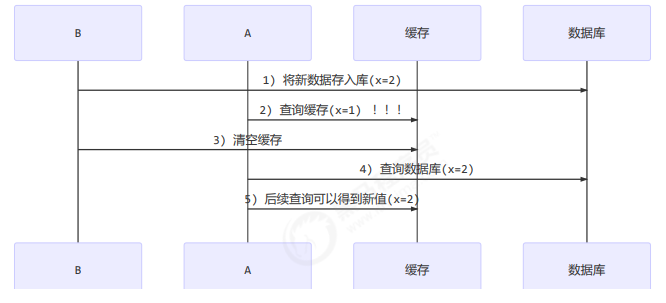 B A 缓存 数据库
1) 将新数据存入库(x=2)
2) 查询缓存(x=1) ！！！
3) 清空缓存
4) 查询数据库(x=2)
5) 后续查询可以得到新值(x=2)
B A 缓存 数据库